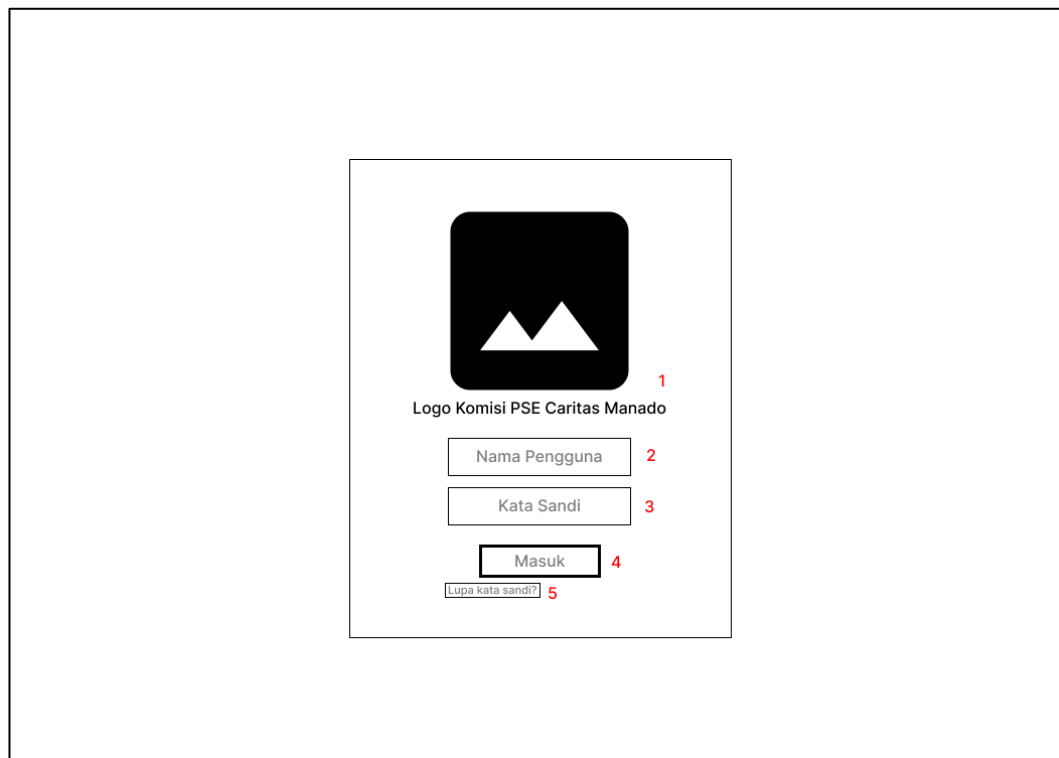 1
Logo Komisi PSE Caritas Manado
Nama Pengguna 2
Kata Sandi 3
Masuk 4
Lupa kata sandi? 5